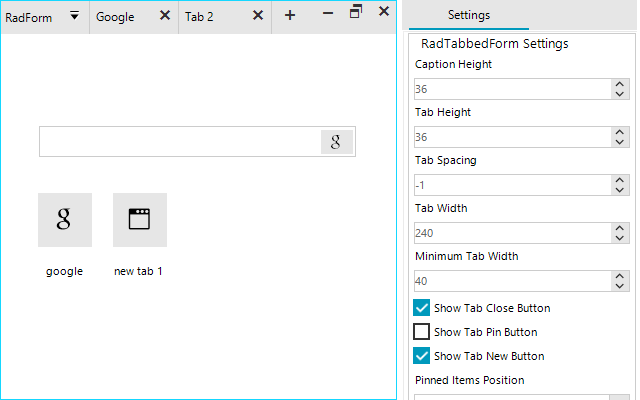 RadForm
Google
Tab 2
Settings
RadTabbedForm Settings
Caption Height
36
Tab Height
36
Tab Spacing
-1
Tab Width
240
Minimum Tab Width
40
Show Tab Close Button
Show Tab Pin Button
Show Tab New Button
Pinned Items Position
g
g
google
new tab 1